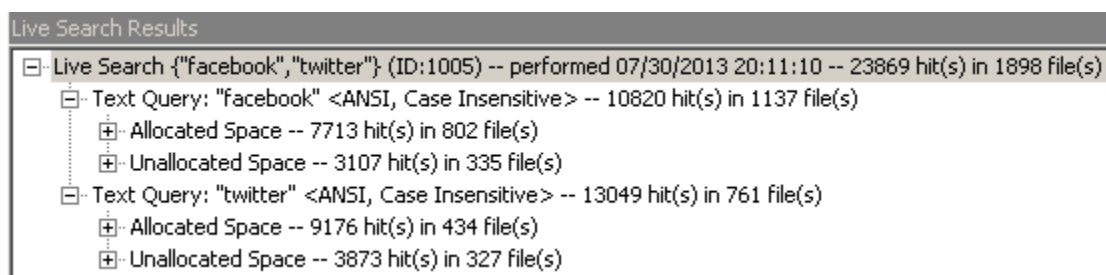 Live Search Results
Live Search {"facebook","twitter"} (ID:1005) -- performed 07/30/2013 20:11:10 -- 23869 hit(s) in 1898 file(s)
Text Query: "facebook" <ANSI, Case Insensitive> -- 10820 hit(s) in 1137 file(s)
Allocated Space -- 7713 hit(s) in 802 file(s)
Unallocated Space -- 3107 hit(s) in 335 file(s)
Text Query: "twitter" <ANSI, Case Insensitive> -- 13049 hit(s) in 761 file(s)
Allocated Space -- 9176 hit(s) in 434 file(s)
Unallocated Space -- 3873 hit(s) in 327 file(s)